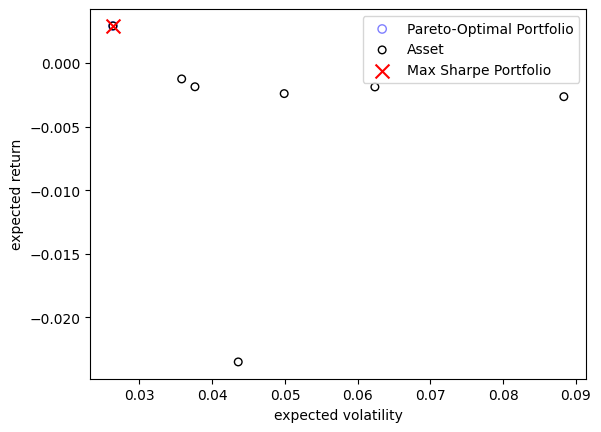 Pareto-Optimal Portfolio
Asset
Max Sharpe Portfolio
0.000
−0.005
−0.010
−0.015
−0.020
expected return
0.03
0.04
0.05
0.06
0.07
0.08
0.09
expected volatility